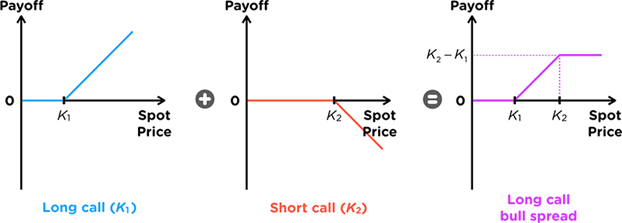 Payoff
0
K₁
Spot
Price
Long call (K₁)
+
Payoff
0
K₂
Spot
Price
Short call (K₂)
=
Payoff
K₂ – K₁
0
K₁
K₂
Spot
Price
Long call
bull spread